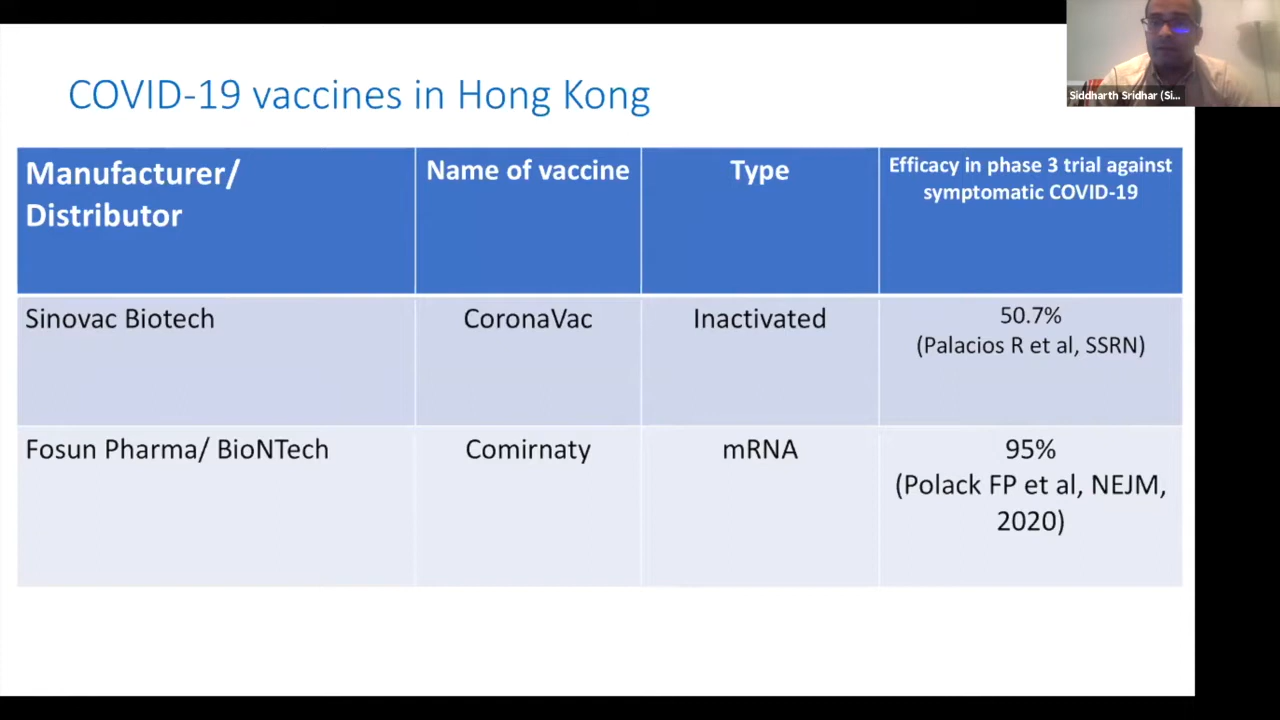 COVID-19 vaccines in Hong Kong
Siddharth Sridhar (Si...
Manufacturer/
Distributor
Name of vaccine
Type
Efficacy in phase 3 trial against
symptomatic COVID-19
Sinovac Biotech
CoronaVac
Inactivated
50.7%
(Palacios R et al, SSRN)
Fosun Pharma/ BioNTech
Comirnaty
mRNA
95%
(Polack FP et al, NEJM,
2020)